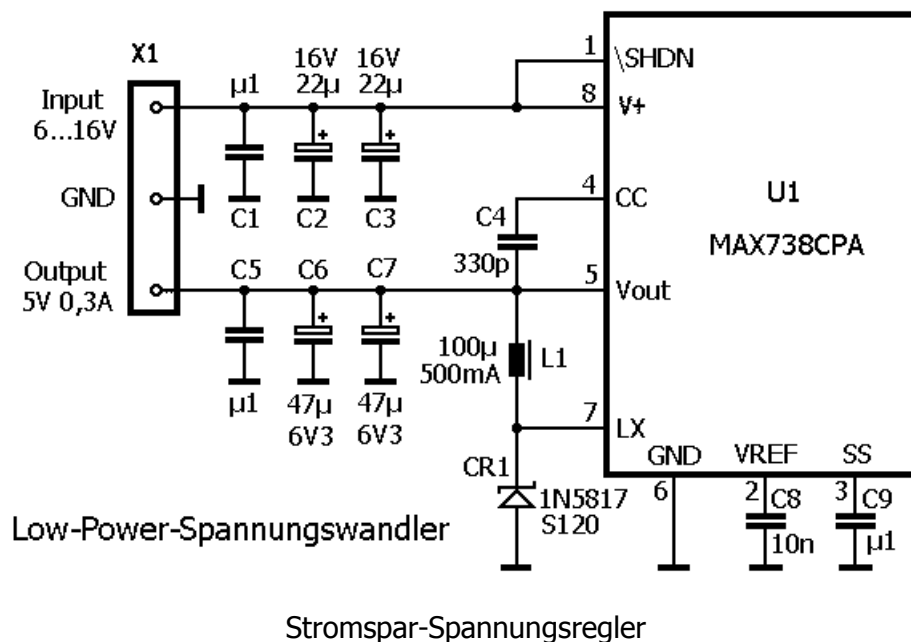 X1
Input
6...16V
GND
Output
5V 0,3A
µ1
16V
22µ
16V
22µ
+
+
C1
C2
C3
C5
C6
C7
+
+
µ1
47µ
6V3
47µ
6V3
C4
330p
100µ
500mA
L1
CR1
1N5817
S120
1
\SHDN
8
V+
4
CC
5
Vout
7
LX
U1
MAX738CPA
GND
VREF
SS
6
2
3
C8
10n
C9
µ1
Low-Power-Spannungswandler
Stromspar-Spannungsregler